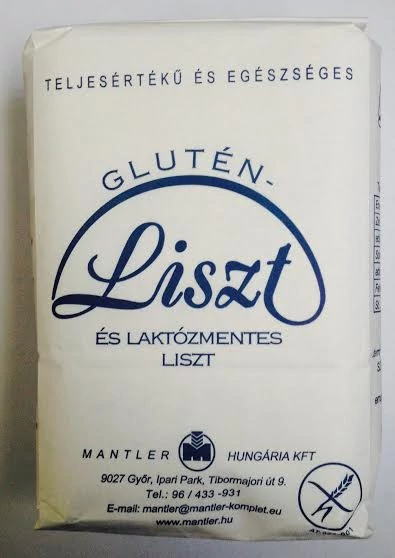 TELJESÉRTÉKŰ ÉS EGÉSZSÉGES
GLUTÉN-
Liszt
ÉS LAKTÓZMENTES
LISZT
MANTLER M HUNGÁRIA KFT
9027 Győr, Ipari Park, Tibormajori út 9.
Tel.: 96 / 433 -931
E-mail: mantler@mantler-komplet.eu
www.mantler.hu